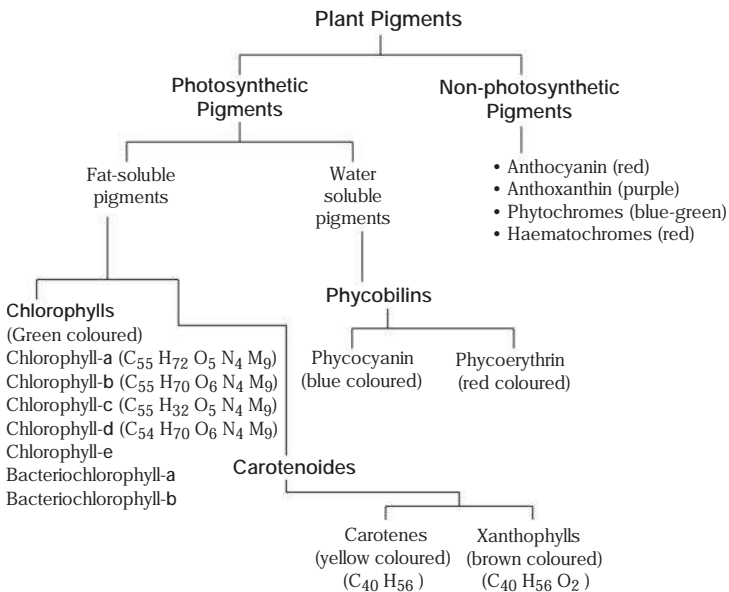 Plant Pigments
Photosynthetic
Pigments
Non-photosynthetic
Pigments
Fat-soluble
pigments
Water
soluble
pigments
• Anthocyanin (red)
• Anthoxanthin (purple)
• Phytochromes (blue-green)
• Haematochromes (red)
Chlorophylls
(Green coloured)
Chlorophyll-a (C₅₅ H₇₂ O₅ N₄ M₉)
Chlorophyll-b (C₅₅ H₇₀ O₆ N₄ M₉)
Chlorophyll-c (C₅₅ H₃₂ O₅ N₄ M₉)
Chlorophyll-d (C₅₄ H₇₀ O₆ N₄ M₉)
Chlorophyll-e
Bacteriochlorophyll-a
Bacteriochlorophyll-b
Phycobilins
Phycocyanin
(blue coloured)
Phycoerythrin
(red coloured)
Carotenoides
Carotenes
(yellow coloured)
(C₄₀ H₅₆ )
Xanthophylls
(brown coloured)
(C₄₀ H₅₆ O₂ )